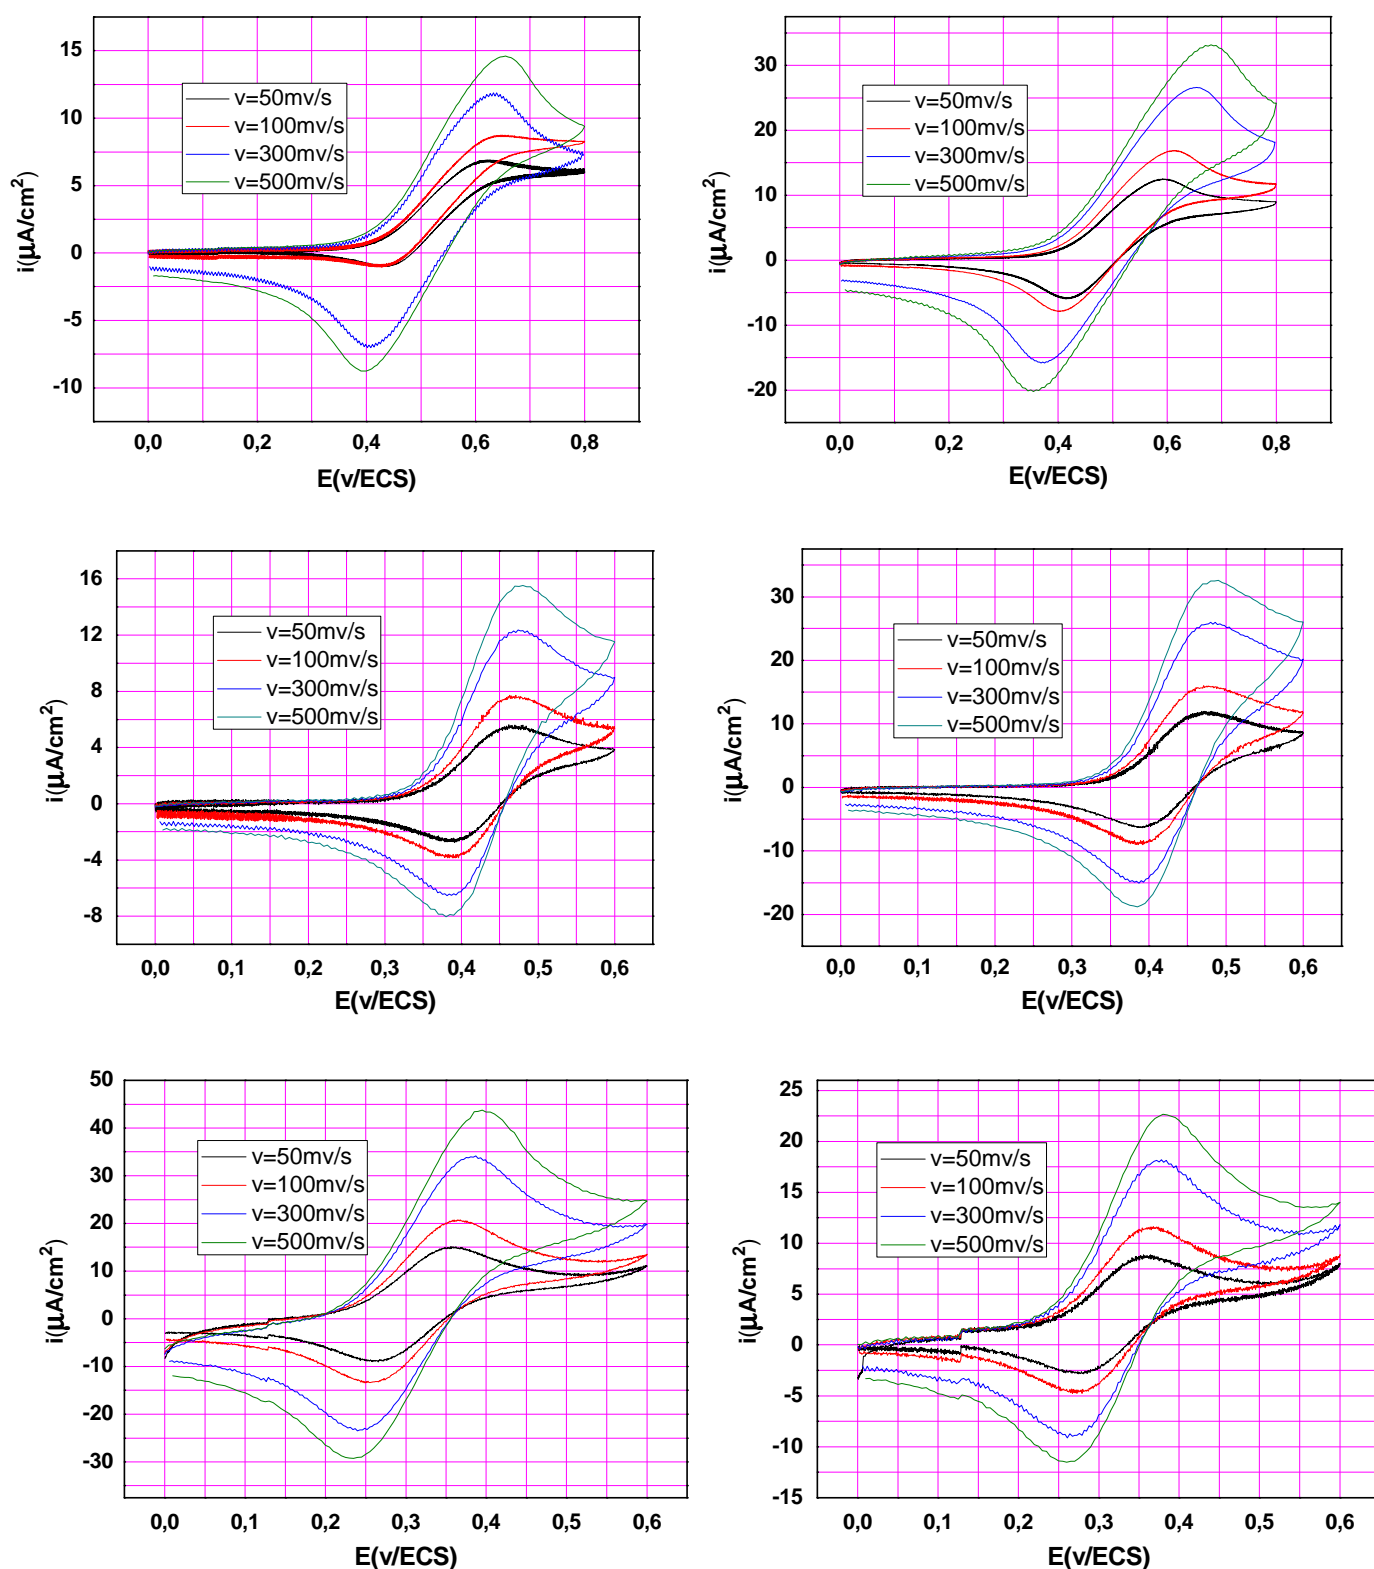 15
10
5
0
-5
-10
i(μA/cm²)
v=50mv/s
v=100mv/s
v=300mv/s
v=500mv/s
0,0 0,2 0,4 0,6 0,8
E(v/ECS)
30
20
10
0
-10
-20
i(μA/cm²)
v=50mv/s
v=100mv/s
v=300mv/s
v=500mv/s
0,0 0,2 0,4 0,6 0,8
E(v/ECS)
16
12
8
4
0
-4
-8
i(μA/cm²)
v=50mv/s
v=100mv/s
v=300mv/s
v=500mv/s
0,0 0,1 0,2 0,3 0,4 0,5 0,6
E(v/ECS)
30
20
10
0
-10
-20
i(μA/cm²)
v=50mv/s
v=100mv/s
v=300mv/s
v=500mv/s
0,0 0,1 0,2 0,3 0,4 0,5 0,6
E(v/ECS)
50
40
30
20
10
0
-10
-20
-30
i(μA/cm²)
v=50mv/s
v=100mv/s
v=300mv/s
v=500mv/s
0,0 0,1 0,2 0,3 0,4 0,5 0,6
E(v/ECS)
25
20
15
10
5
0
-5
-10
-15
i(μA/cm²)
v=50mv/s
v=100mv/s
v=300mv/s
v=500mv/s
0,0 0,1 0,2 0,3 0,4 0,5 0,6
E(v/ECS)